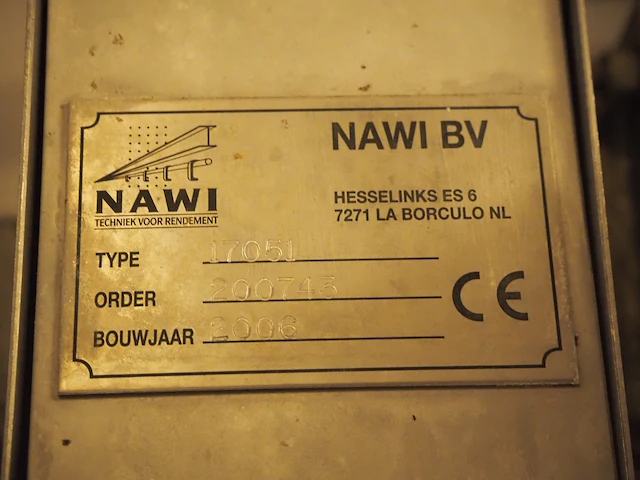 NAWI
TECHNIEK VOOR RENDEMENT
NAWI BV
HESSELINKS ES 6
7271 LA BORCULO NL
TYPE 17051
ORDER 200743
BOUWJAAR 2006
CE